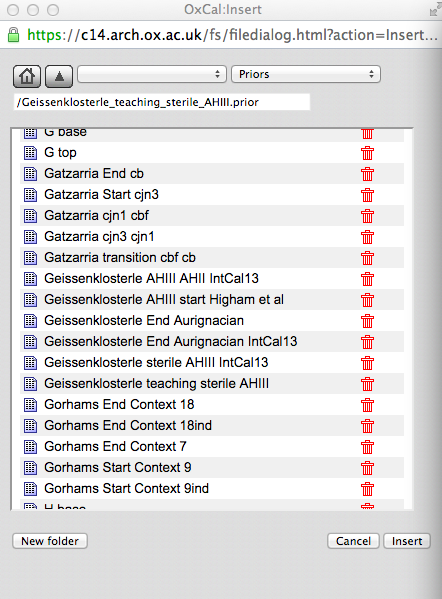 OxCal:Insert
https://c14.arch.ox.ac.uk/fs/filedialog.html?action=Insert...
Priors
/Geissenklosterle_teaching_sterile_AHIII.prior
G base
G top
Gatzarria End cb
Gatzarria Start cjn3
Gatzarria cjn1 cbf
Gatzarria cjn3 cjn1
Gatzarria transition cbf cb
Geissenklosterle AHIII AHII IntCal13
Geissenklosterle AHIII start Higham et al
Geissenklosterle End Aurignacian
Geissenklosterle End Aurignacian IntCal13
Geissenklosterle sterile AHIII IntCal13
Geissenklosterle teaching sterile AHIII
Gorhams End Context 18
Gorhams End Context 18ind
Gorhams End Context 7
Gorhams Start Context 9
Gorhams Start Context 9ind
H base
New folder Cancel Insert